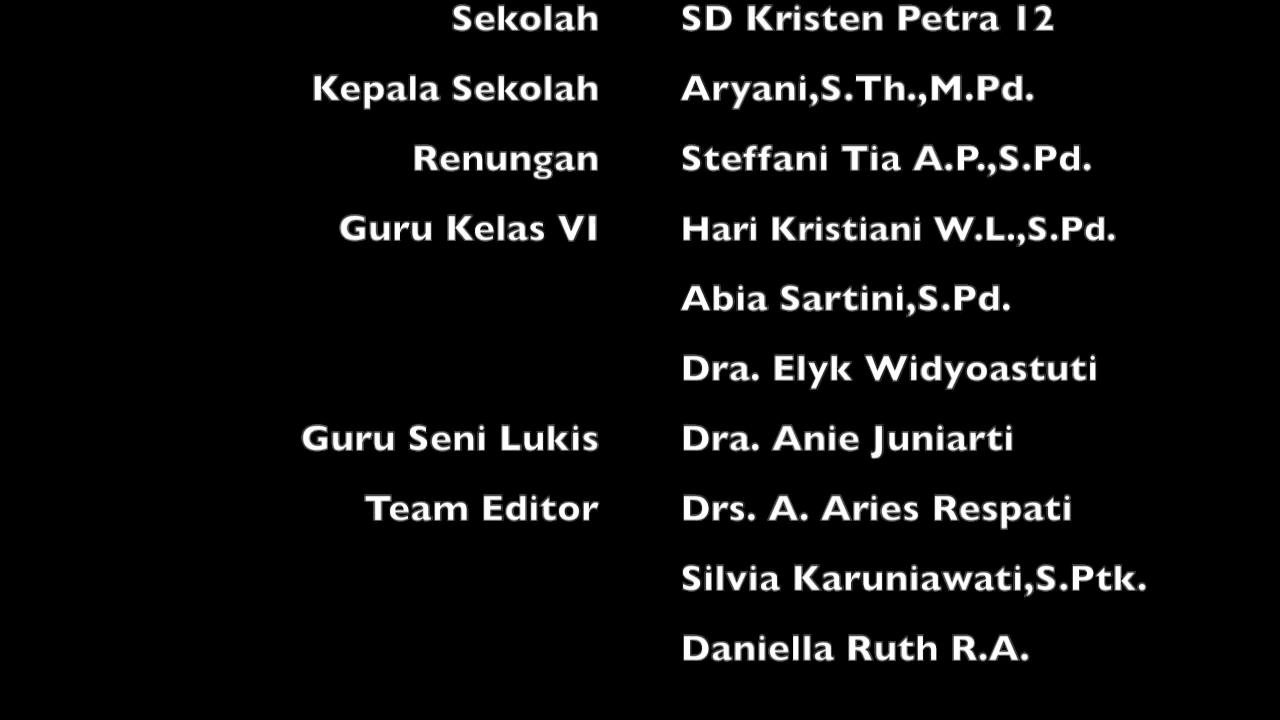 Sekolah SD Kristen Petra 12
Kepala Sekolah Aryani,S.Th.,M.Pd.
Renungan Steffani Tia A.P.,S.Pd.
Guru Kelas VI Hari Kristiani W.L.,S.Pd.
Abia Sartini,S.Pd.
Dra. Elyk Widyoastuti
Guru Seni Lukis Dra. Anie Juniarti
Team Editor Drs. A. Aries Respati
Silvia Karuniawati,S.Ptk.
Daniella Ruth R.A.